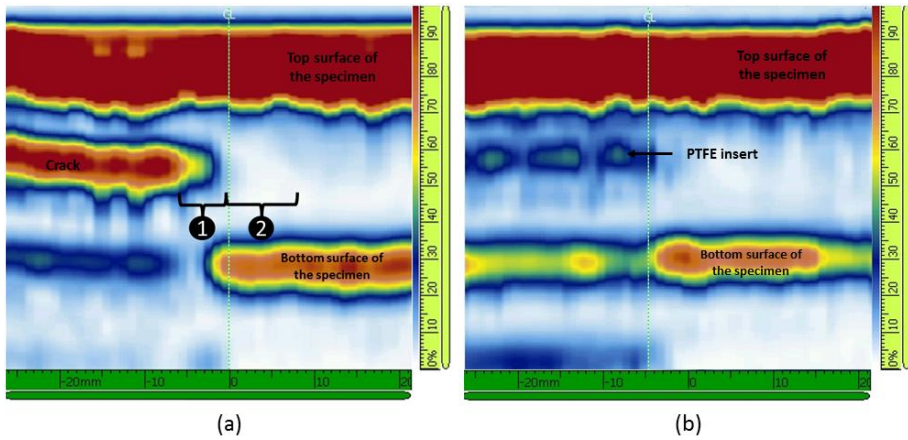 Top surface of
the specimen
Crack
1
2
Bottom surface of
the specimen
-20mm
-10
0
10
20
0%
10
20
30
40
50
60
70
80
90
(a)
Top surface of
the specimen
PTFE insert
Bottom surface of
the specimen
-20mm
-10
0
10
20
0%
10
20
30
40
50
60
70
80
90
(b)